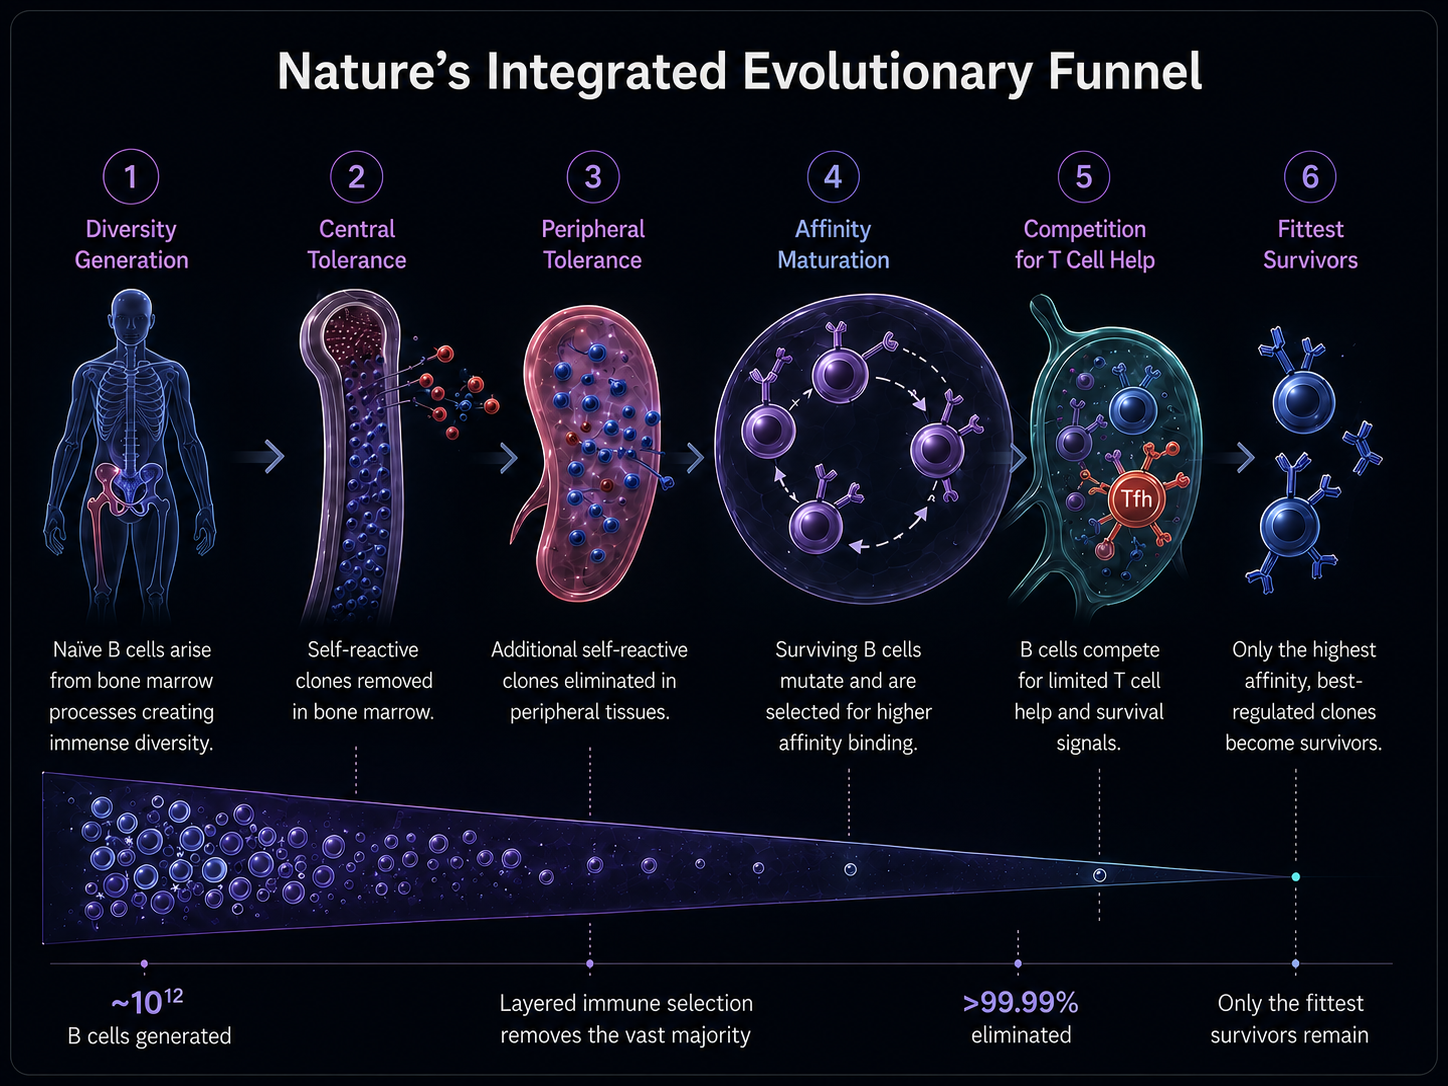 Nature's Integrated Evolutionary Funnel
1
Diversity
Generation
2
Central
Tolerance
3
Peripheral
Tolerance
4
Affinity
Maturation
5
Competition
for T Cell Help
6
Fittest
Survivors
Tfh
Naïve B cells arise
from bone marrow
processes creating
immense diversity.
Self-reactive
clones removed
in bone marrow.
Additional self-reactive
clones eliminated in
peripheral tissues.
Surviving B cells
mutate and are
selected for higher
affinity binding.
B cells compete
for limited T cell
help and survival
signals.
Only the highest
affinity, best-
regulated clones
become survivors.
~10¹²
B cells generated
Layered immune selection
removes the vast majority
>99.99%
eliminated
Only the fittest
survivors remain